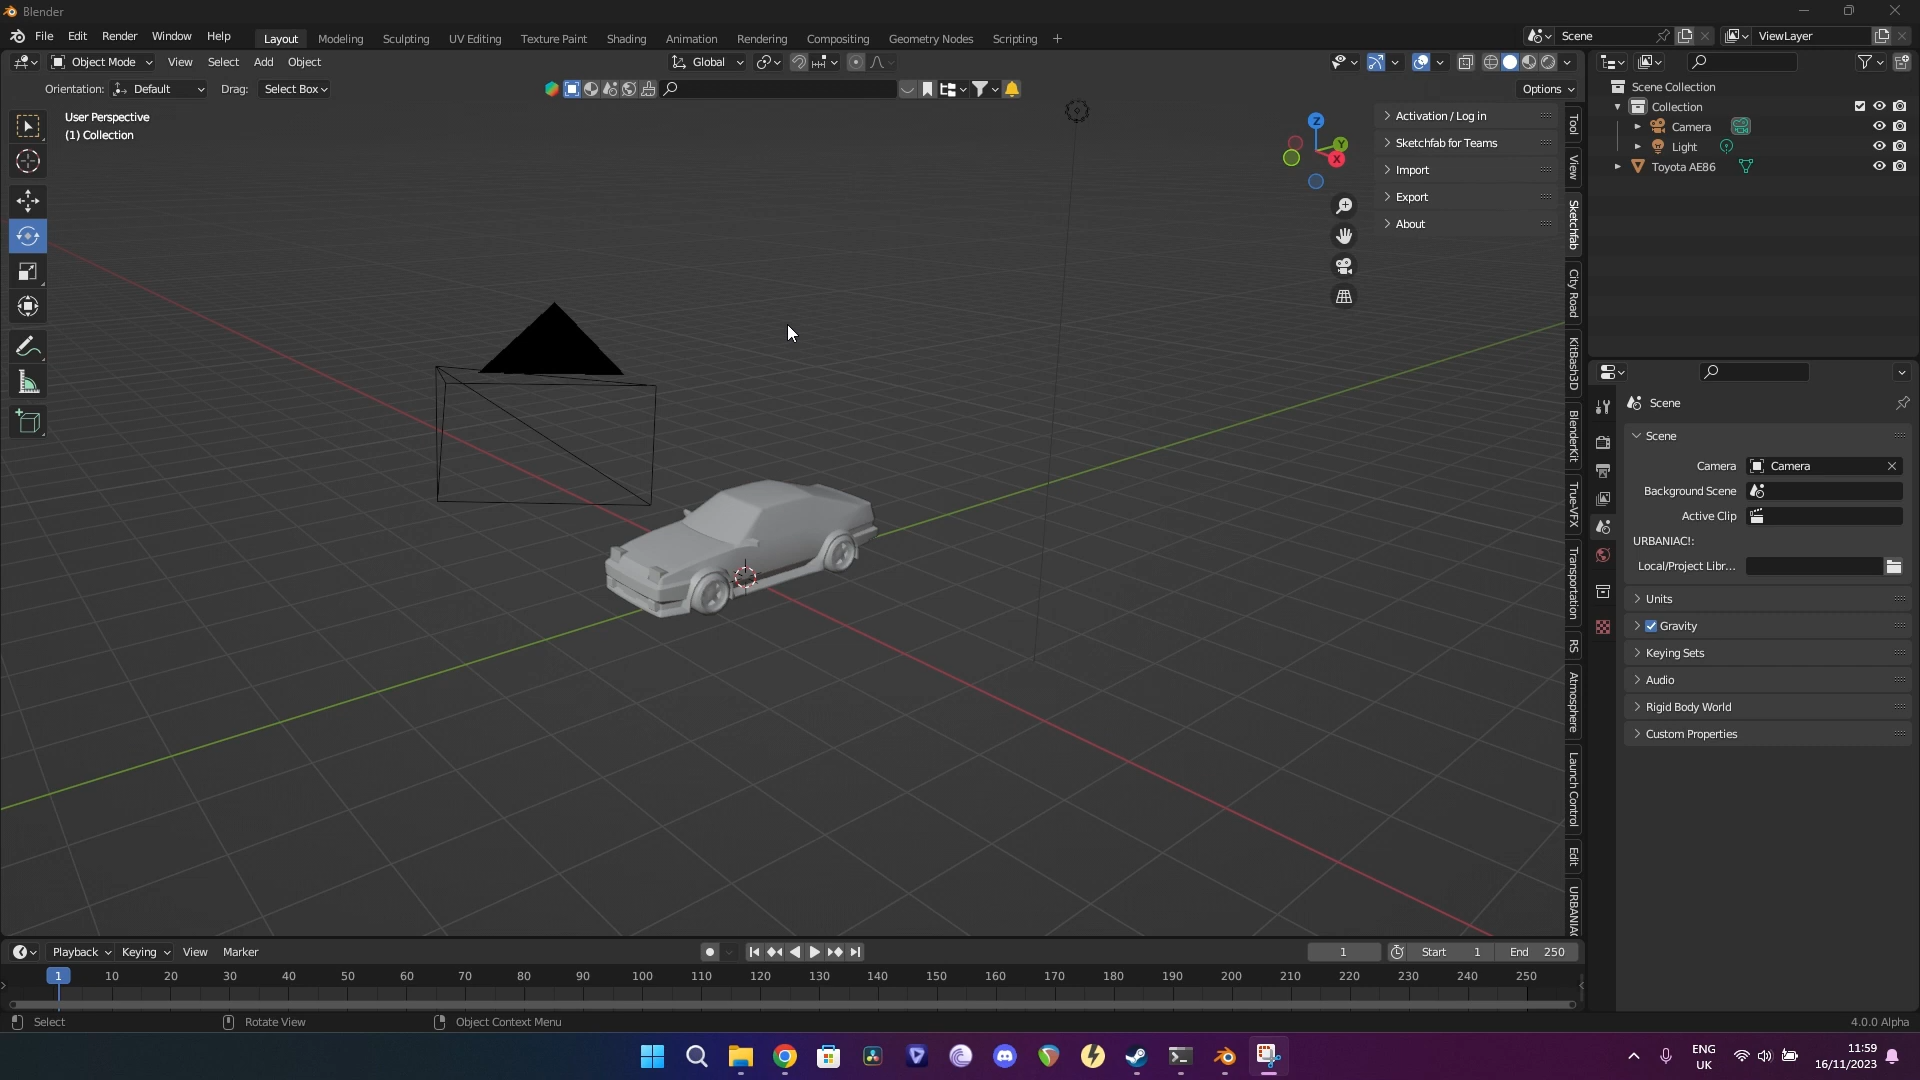 Blender
File Edit Render Window Help
Layout Modeling Sculpting UV Editing Texture Paint Shading Animation Rendering Compositing Geometry Nodes Scripting +
Scene
ViewLayer
Object Mode View Select Add Object
Global
Orientation: Default Drag: Select Box
Options
User Perspective
(1) Collection
Z
Y
X
Activation / Log in
Sketchfab for Teams
Import
Export
About
Tool
View
Sketchfab
City Road
KitBash3D
BlenderKit
True-VFX
Transportation
RS
Atmosphere
Launch Control
Edit
URBANIAC
Scene Collection
Collection
Camera
Light
Toyota AE86
Scene
Scene
Camera Camera
Background Scene
Active Clip
URBANIAC!:
Local/Project Libr...
Units
Gravity
Keying Sets
Audio
Rigid Body World
Custom Properties
Playback Keying View Marker
1 Start 1 End 250
1 10 20 30 40 50 60 70 80 90 100 110 120 130 140 150 160 170 180 190 200 210 220 230 240 250
Select Rotate View Object Context Menu
4.0.0 Alpha
ENG
UK
11:59
16/11/2023